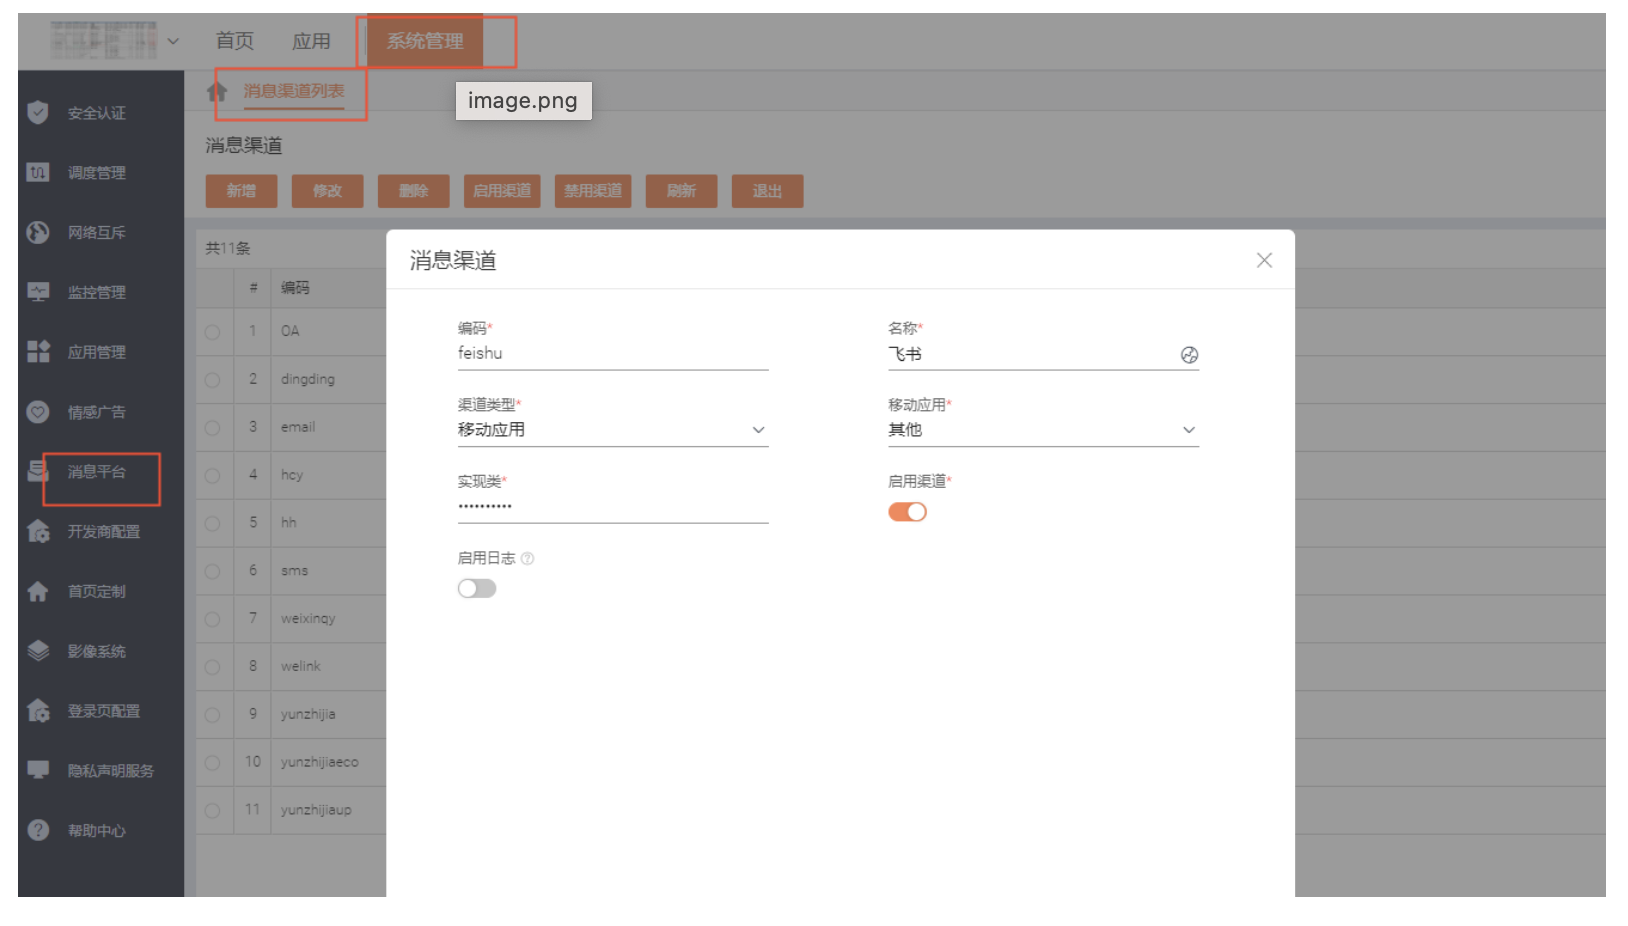 首页 应用 系统管理
消息渠道列表
image.png
安全认证
调度管理
网络互斥
监控管理
应用管理
情感广告
消息平台
开发商配置
首页定制
影像系统
登录页配置
隐私声明服务
帮助中心
消息渠道
新增 修改 删除 启用渠道 禁用渠道 刷新 退出
共11条
# 编码
1 OA
2 dingding
3 email
4 hcy
5 hh
6 sms
7 weixinqy
8 welink
9 yunzhijia
10 yunzhijiaeco
11 yunzhijiaup
消息渠道
编码* 名称*
feishu 飞书
渠道类型* 移动应用*
移动应用 其他
实现类* 启用渠道*
••••••••••
启用日志